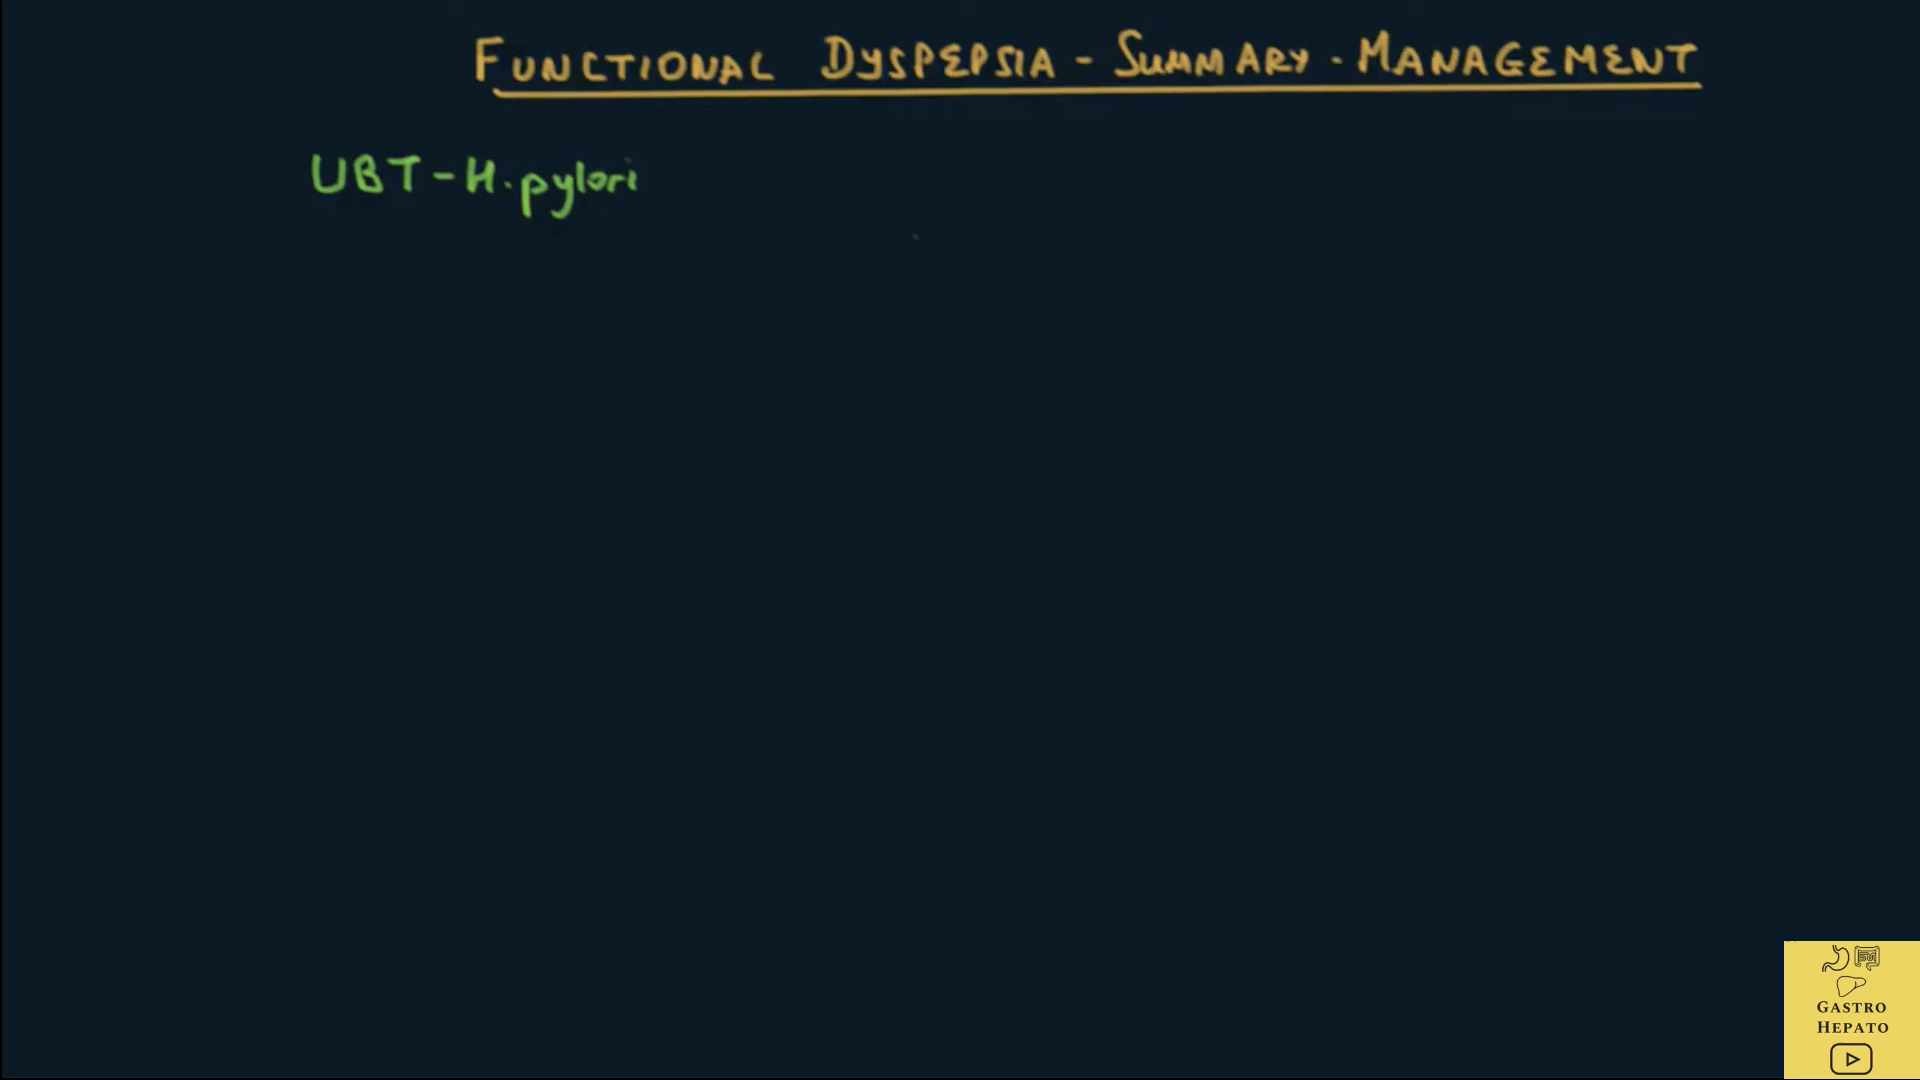 FUNCTIONAL DYSPEPSIA - SUMMARY - MANAGEMENT
UBT - H. pylori
GASTRO
HEPATO